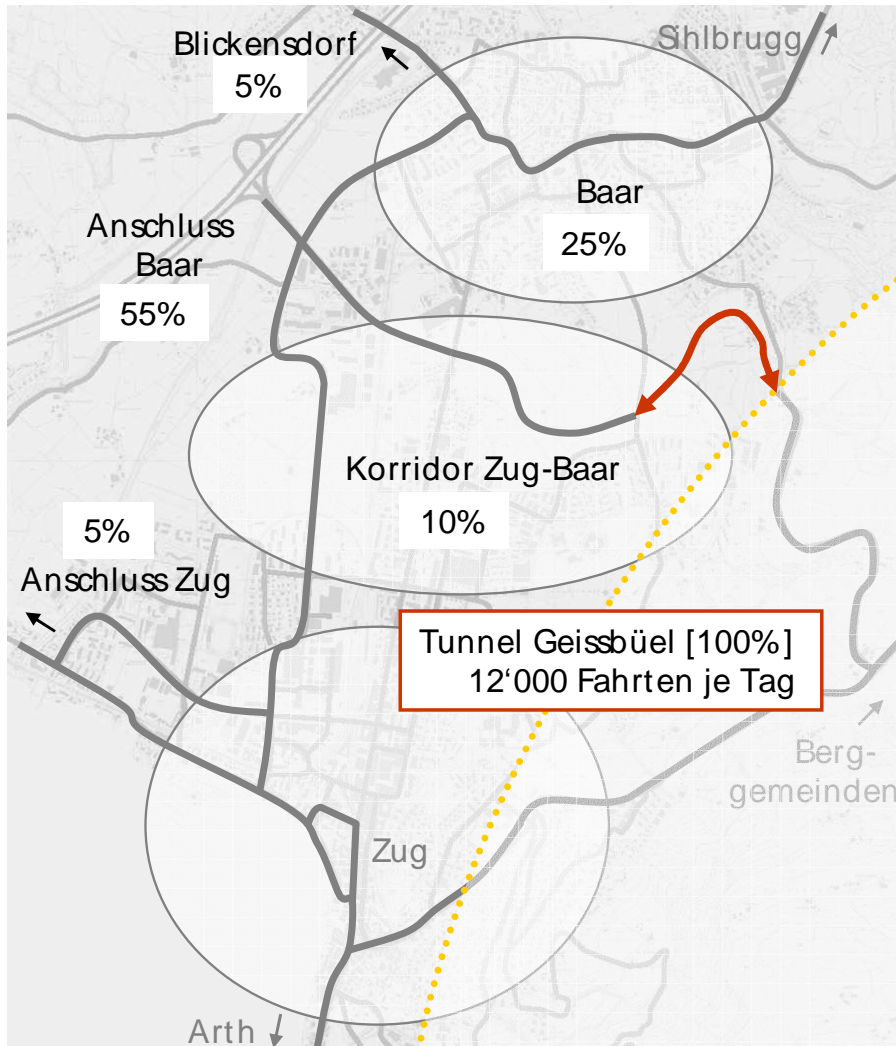 Blickensdorf
5%
Sihlbrugg
Baar
25%
Anschluss
Baar
55%
Korridor Zug-Baar
10%
5%
Anschluss Zug
Tunnel Geissbüel [100%]
12‘000 Fahrten je Tag
Berg-
gemeinden
Zug
Arth